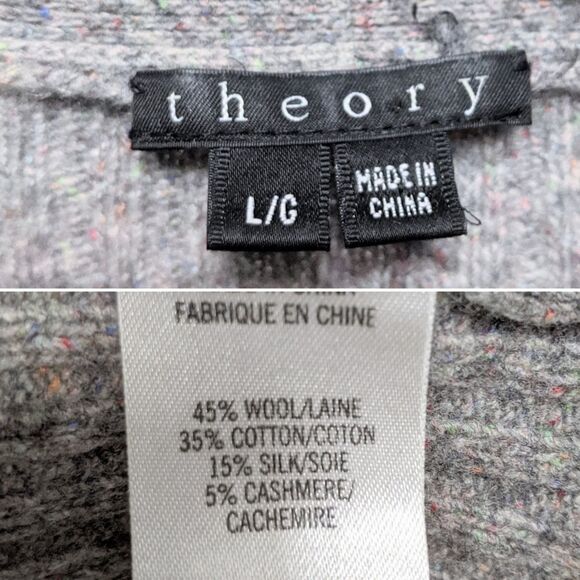 theory
L/G
MADE IN
CHINA
CHINA
FABRIQUE EN CHINE
45% WOOL/LAINE
35% COTTON/COTON
15% SILK/SOIE
5% CASHMERE/
CACHEMIRE